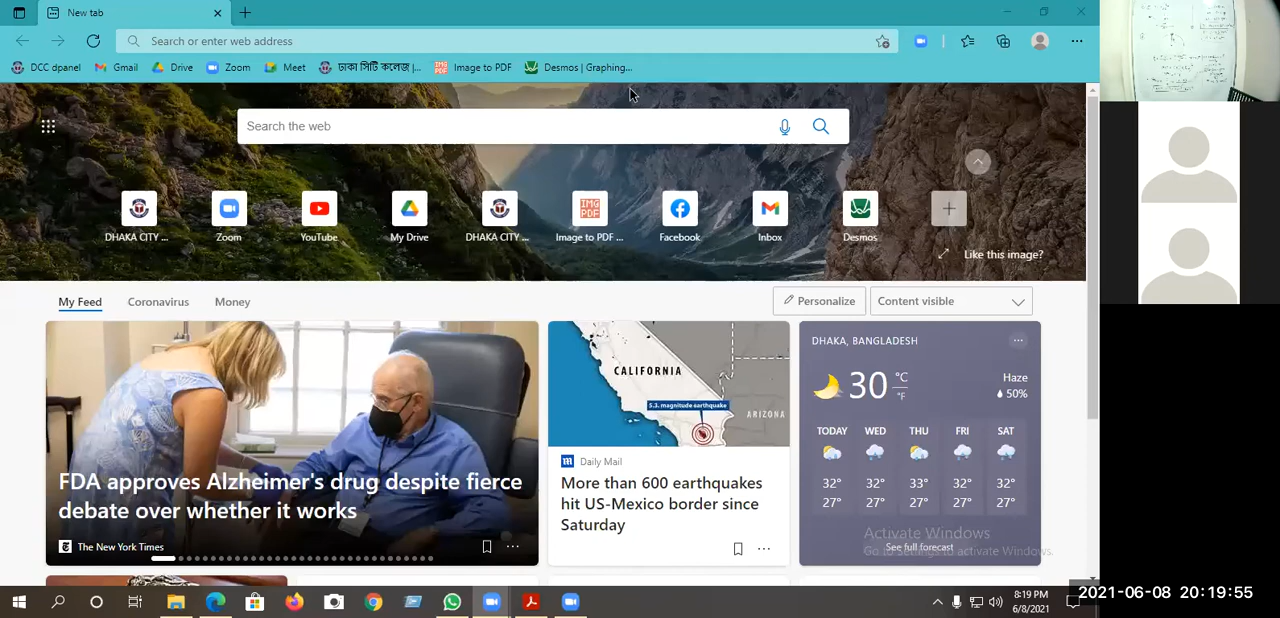 New tab
Search or enter web address
DCC dpanel
Gmail
Drive
Zoom
Meet
ঢাকা সিটি কলেজ |...
Image to PDF
Desmos | Graphing...
Search the web
DHAKA CITY ...
Zoom
YouTube
My Drive
DHAKA CITY ...
IMG
PDF
Image to PDF ...
Facebook
Inbox
Desmos
Like this image?
My Feed
Coronavirus
Money
Personalize
Content visible
FDA approves Alzheimer's drug despite fierce
debate over whether it works
The New York Times
CALIFORNIA
5.3. magnitude earthquake
ARIZONA
Daily Mail
More than 600 earthquakes
hit US-Mexico border since
Saturday
DHAKA, BANGLADESH
30 °C
°F
Haze
50%
TODAY WED THU FRI SAT
32° 32° 33° 32° 32°
27° 27° 27° 27° 27°
Activate Windows
See full forecast
Go to Settings to activate Windows.
8:19 PM
6/8/2021
2021-06-08 20:19:55